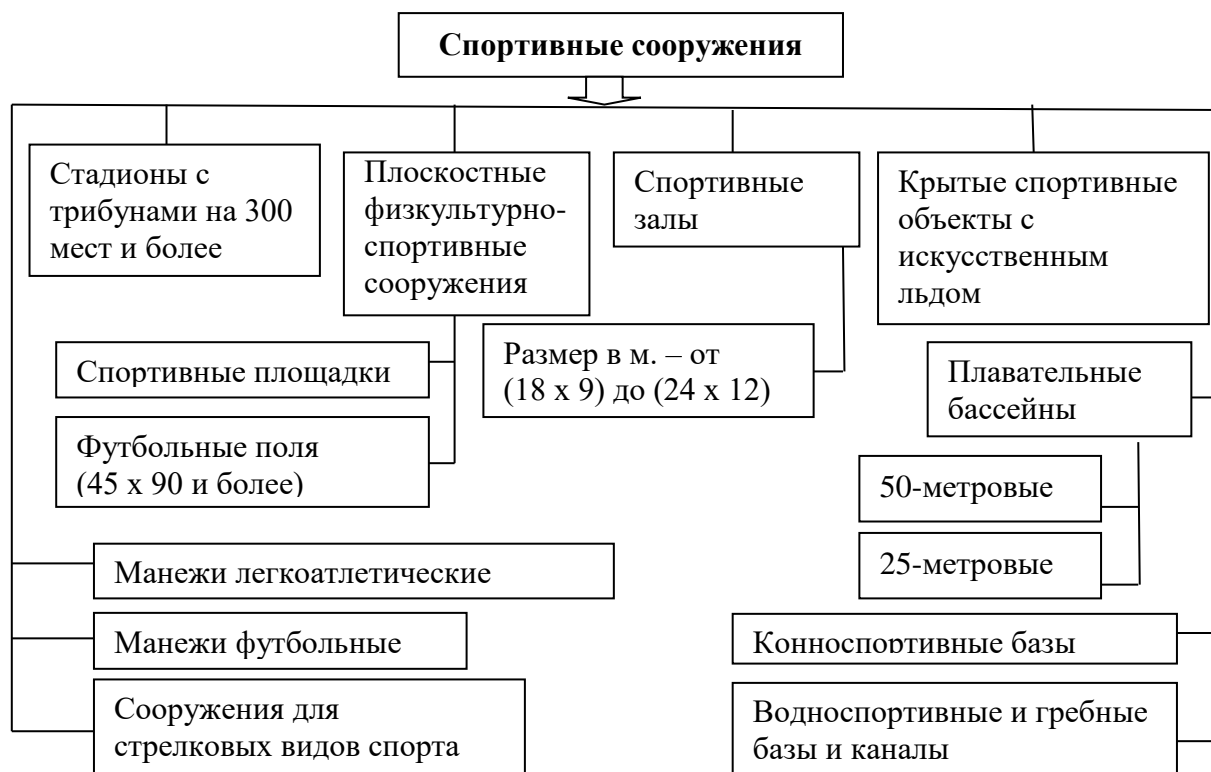 Спортивные сооружения
Стадионы с
трибунами на 300
мест и более
Плоскостные
физкультурно-
спортивные
сооружения
Спортивные
залы
Крытые спортивные
объекты с
искусственным
льдом
Спортивные площадки
Футбольные поля
(45 х 90 и более)
Размер в м. – от
(18 х 9) до (24 х 12)
Плавательные
бассейны
50-метровые
25-метровые
Манежи легкоатлетические
Манежи футбольные
Сооружения для
стрелковых видов спорта
Конноспортивные базы
Водноспортивные и гребные
базы и каналы